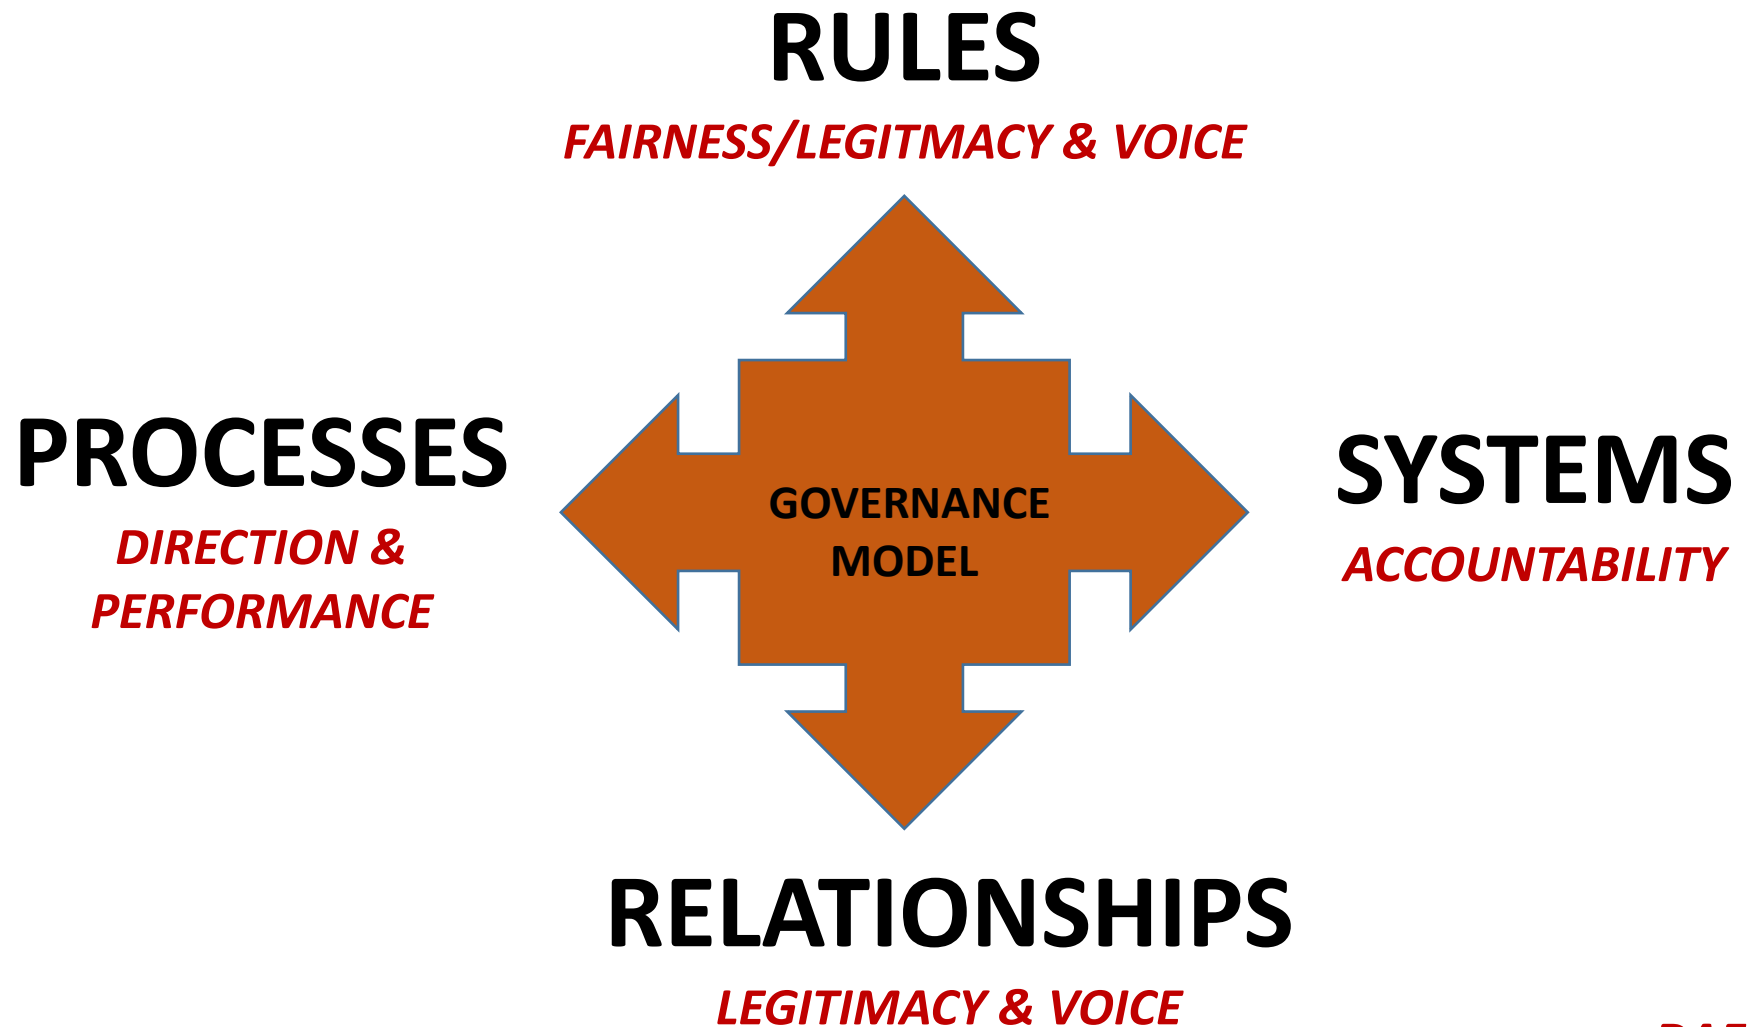 RULES
FAIRNESS/LEGITMACY & VOICE
PROCESSES
DIRECTION &
PERFORMANCE
GOVERNANCE
MODEL
SYSTEMS
ACCOUNTABILITY
RELATIONSHIPS
LEGITIMACY & VOICE